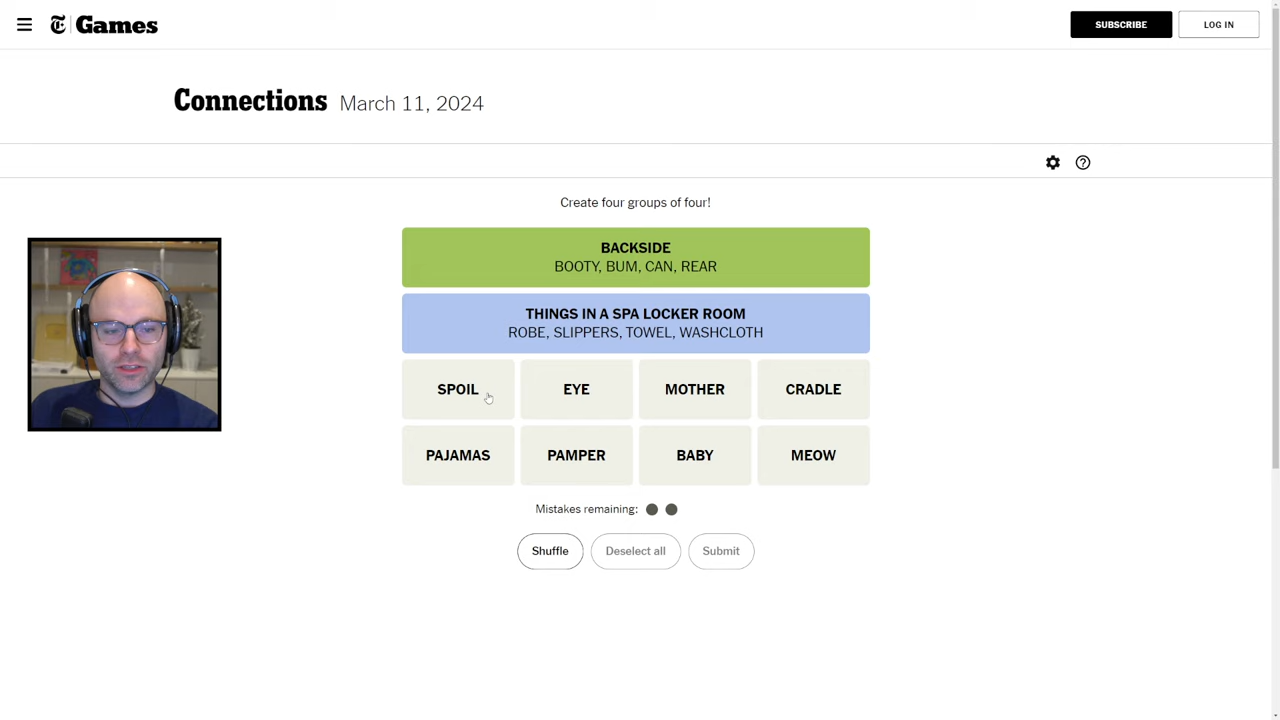 Games
SUBSCRIBE
LOG IN
Connections March 11, 2024
Create four groups of four!
BACKSIDE
BOOTY, BUM, CAN, REAR
THINGS IN A SPA LOCKER ROOM
ROBE, SLIPPERS, TOWEL, WASHCLOTH
SPOIL EYE MOTHER CRADLE
PAJAMAS PAMPER BABY MEOW
Mistakes remaining:
Shuffle Deselect all Submit